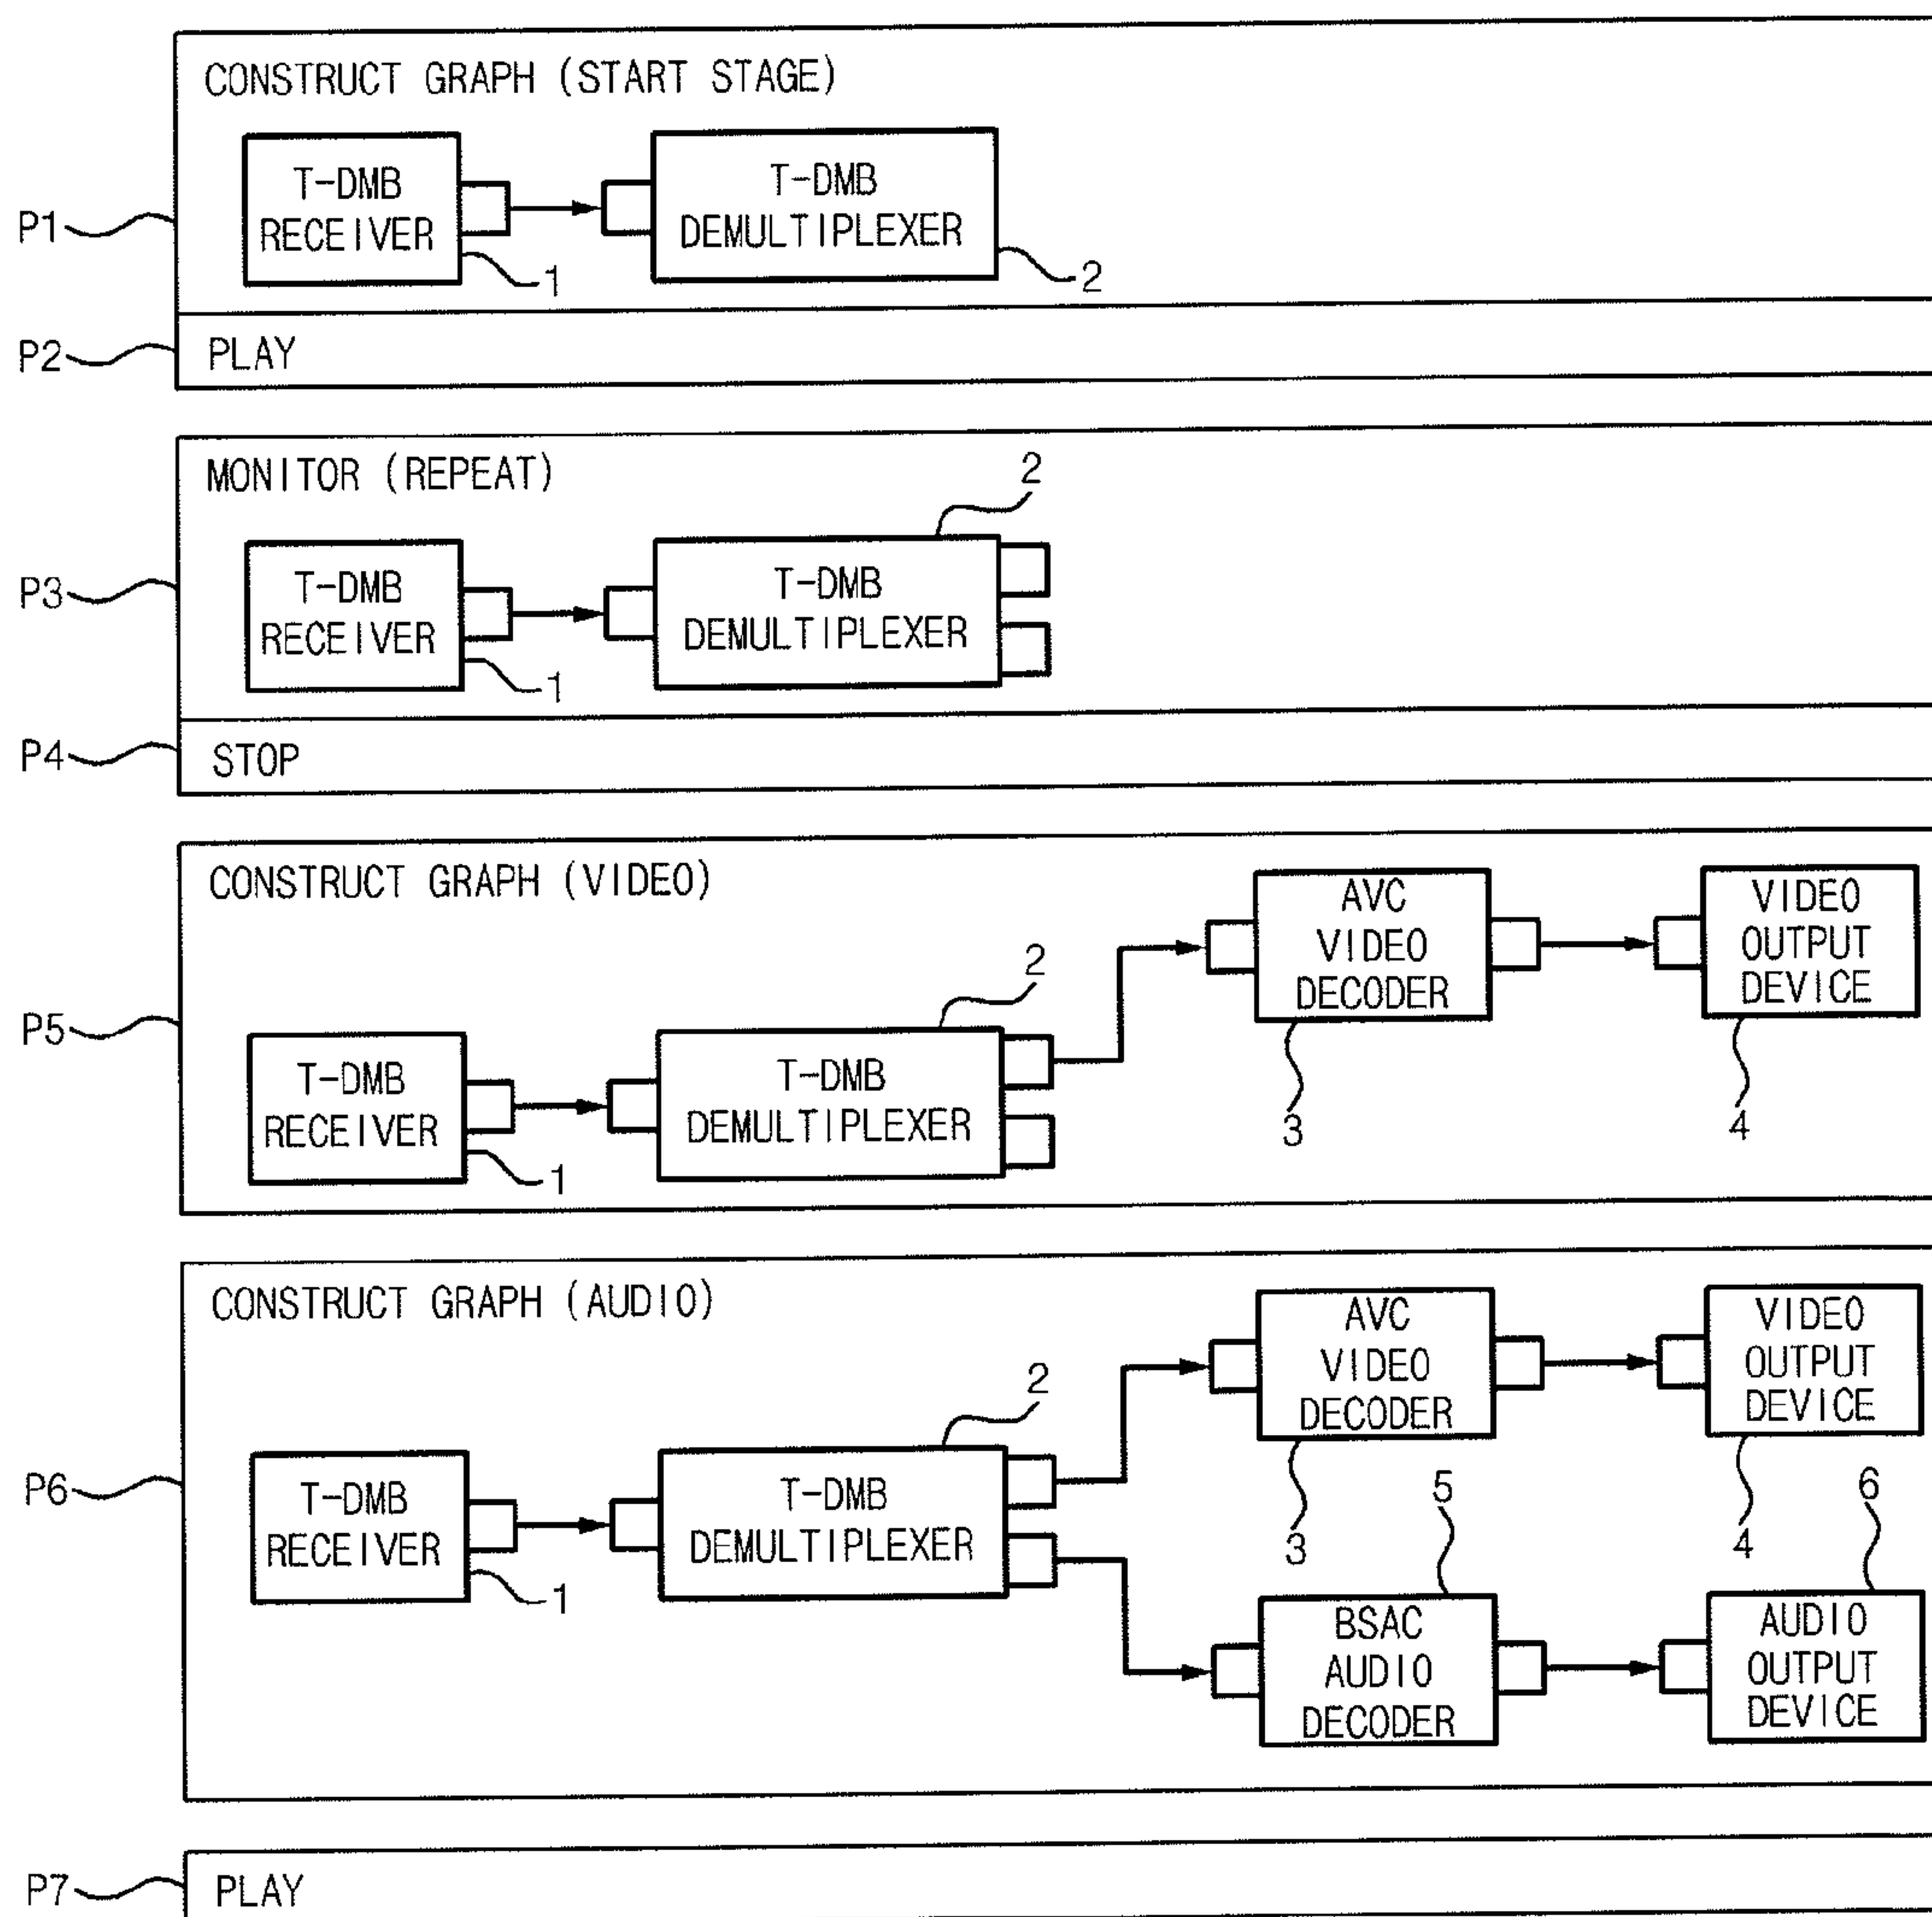 CONSTRUCT GRAPH (START STAGE)
T-DMB
RECEIVER
T-DMB
DEMULTIPLEXER
P1
1
2
P2
PLAY
MONITOR (REPEAT)
2
T-DMB
RECEIVER
T-DMB
DEMULTIPLEXER
P3
1
P4
STOP
CONSTRUCT GRAPH (VIDEO)
AVC
VIDEO
DECODER
VIDEO
OUTPUT
DEVICE
2
P5
T-DMB
RECEIVER
T-DMB
DEMULTIPLEXER
3
4
1
CONSTRUCT GRAPH (AUDIO)
AVC
VIDEO
DECODER
VIDEO
OUTPUT
DEVICE
2
P6
T-DMB
RECEIVER
T-DMB
DEMULTIPLEXER
3
5
4
6
1
BSAC
AUDIO
DECODER
AUDIO
OUTPUT
DEVICE
P7
PLAY